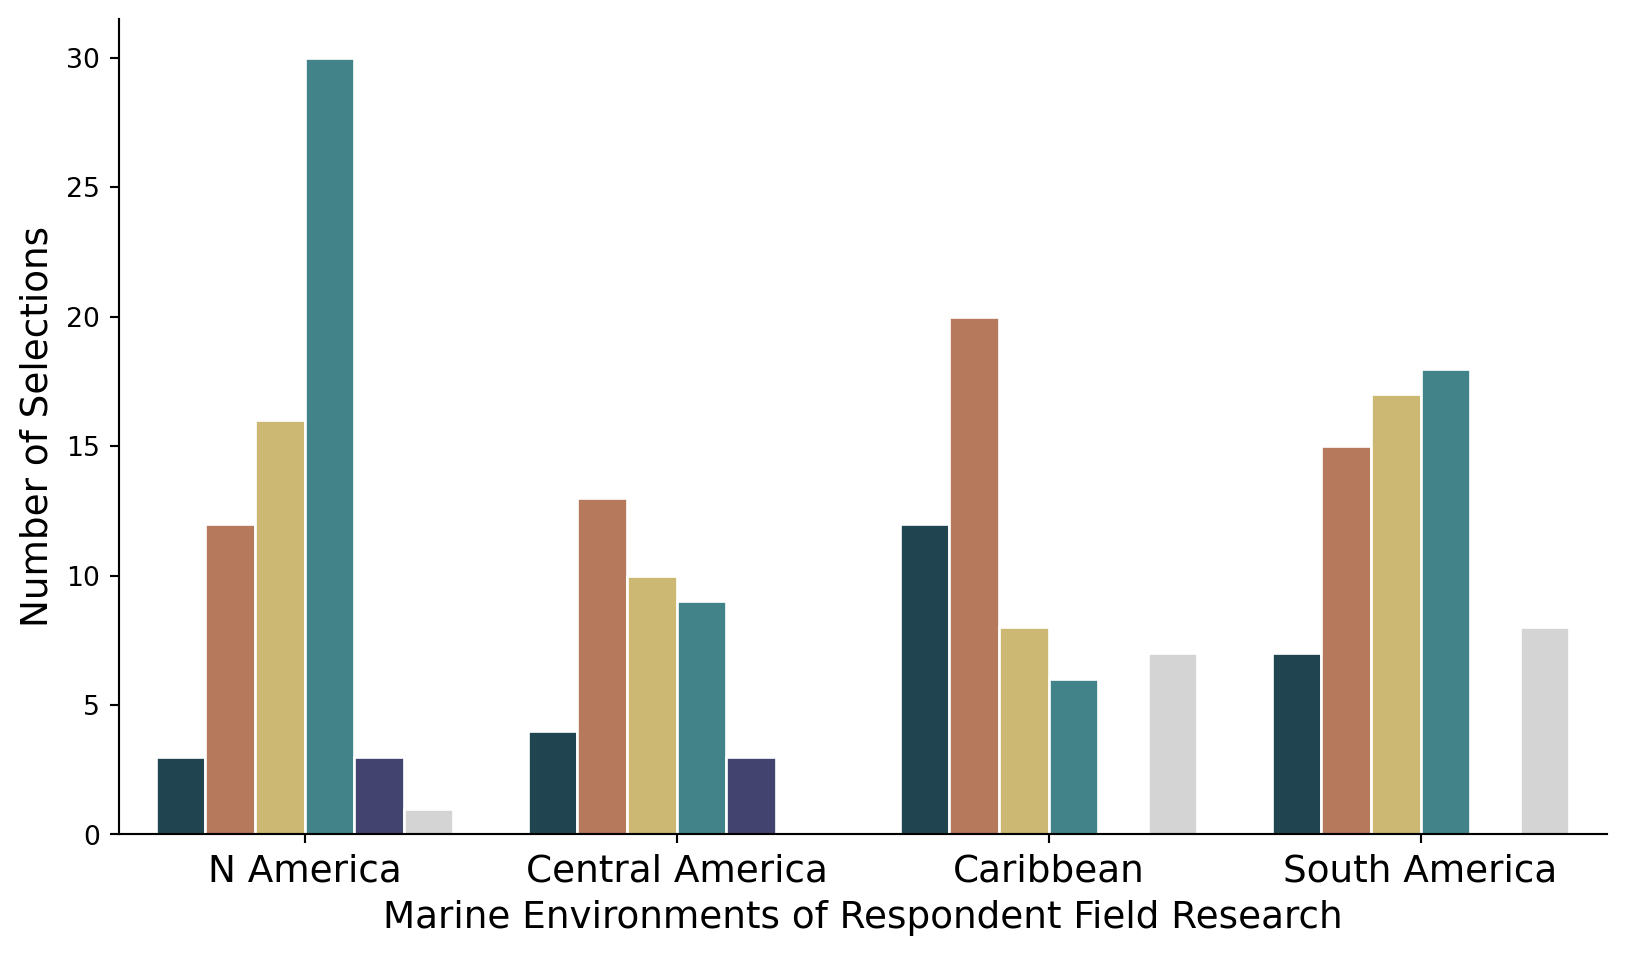 30
25
20
15
10
5
0
Number of Selections
N America
Central America
Caribbean
South America
Marine Environments of Respondent Field Research